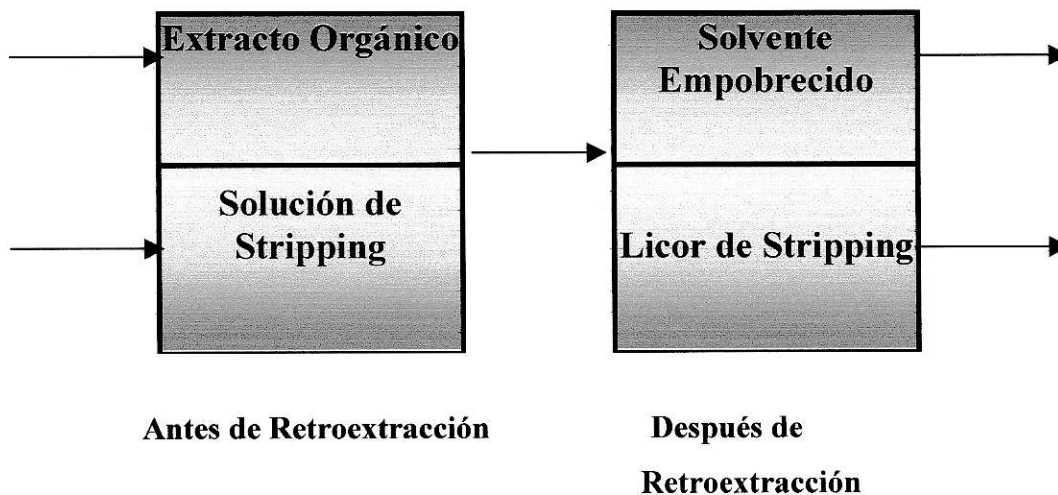 Extracto Orgánico
Solución de
Stripping
Solvente
Empobrecido
Licor de Stripping
Antes de Retroextracción
Después de
Retroextracción